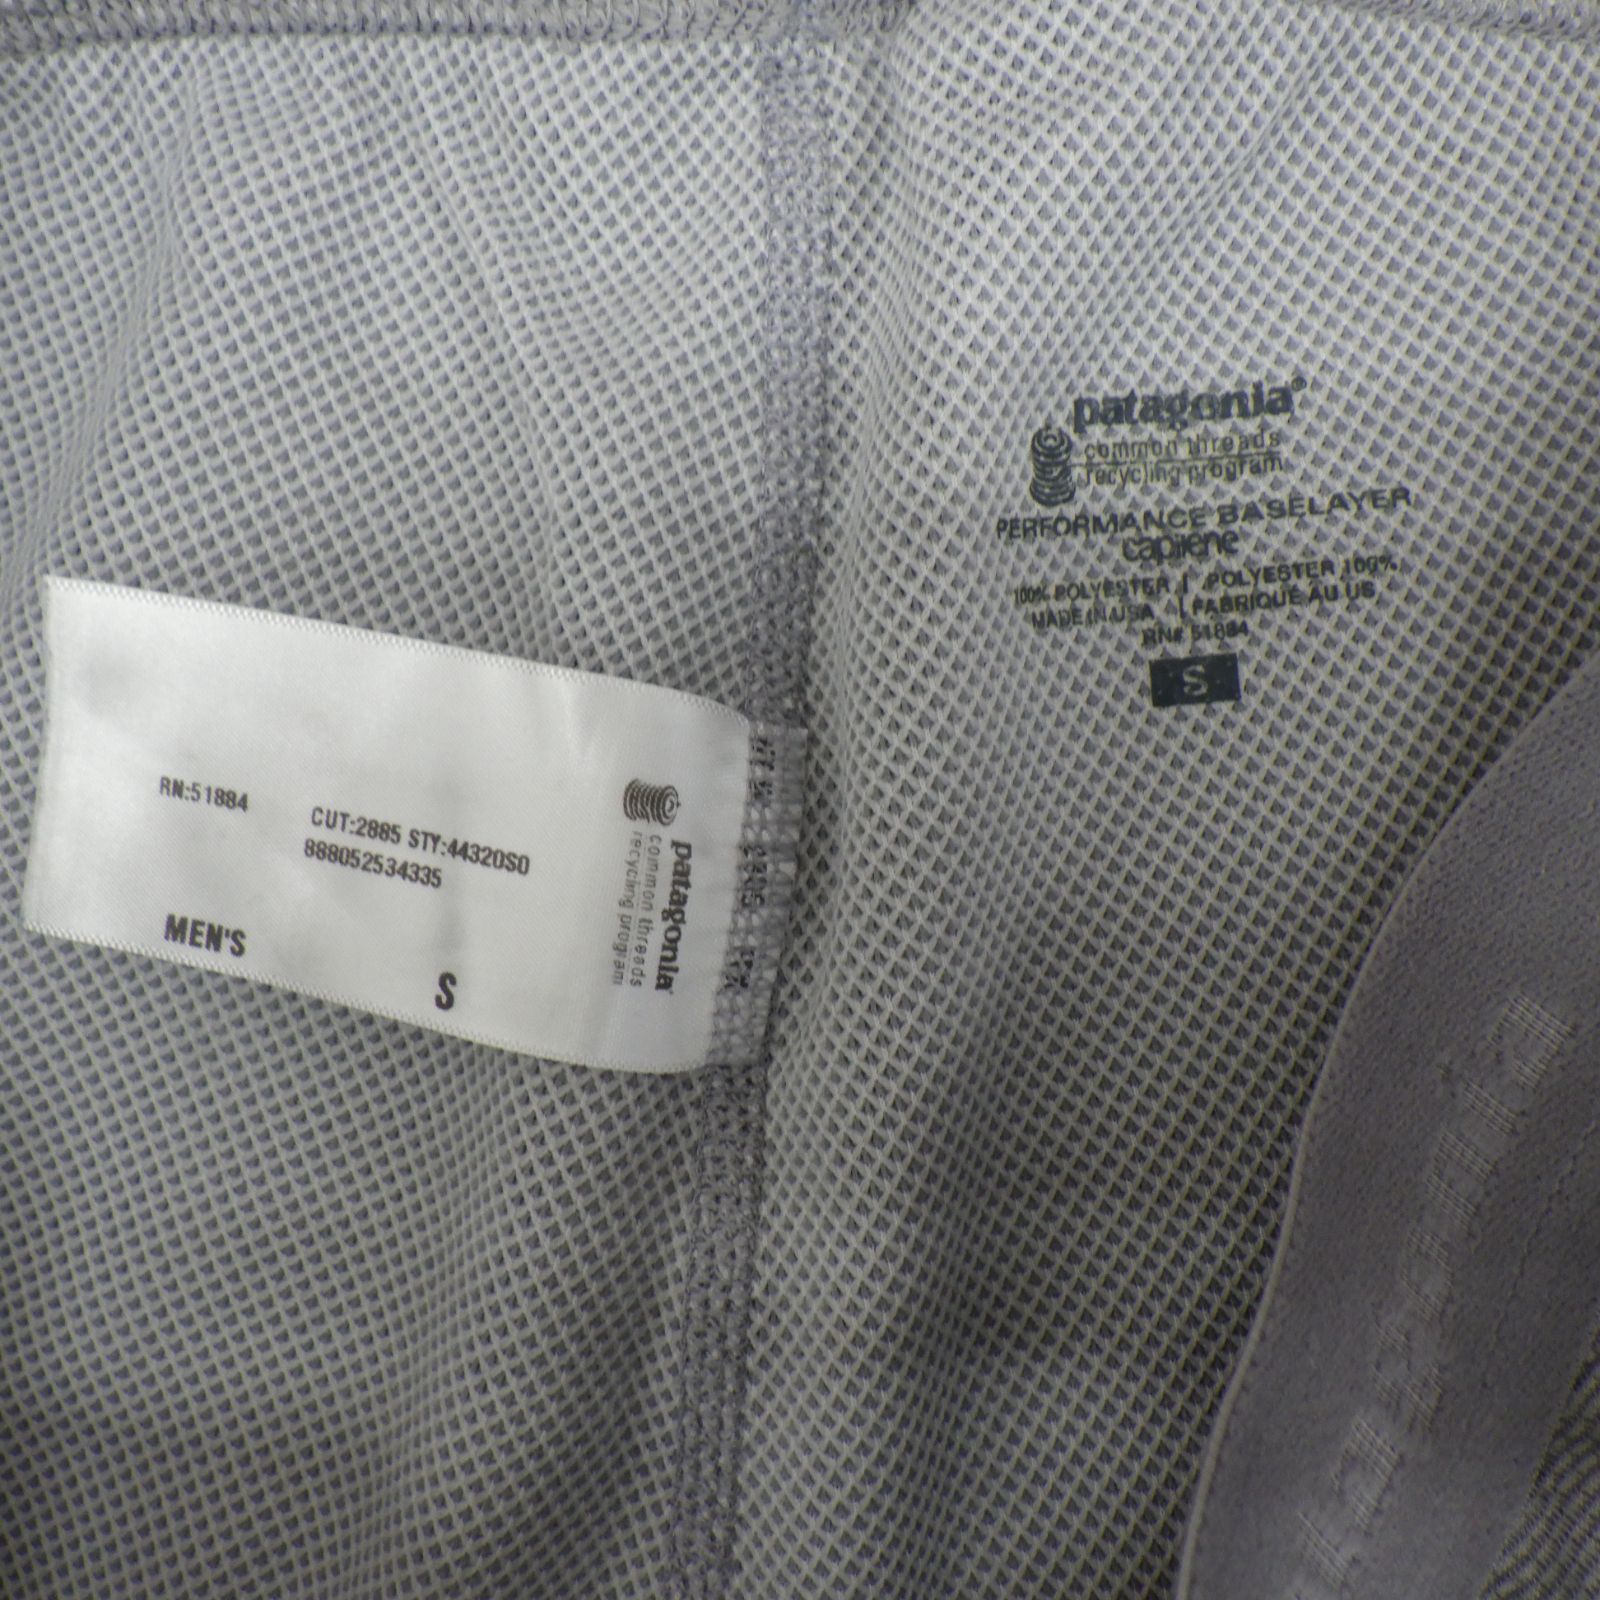 patagonia®
common threads
recycling program
PERFORMANCE BASELAYER
capilene
100% POLYESTER | POLYESTER 100%
MADE IN USA | FABRIQUÉ AU US
RN# 51884
S
patagonia
common threads
recycling program
RN:51884
CUT:2885 STY:44320S0
888052534335
MEN'S
S